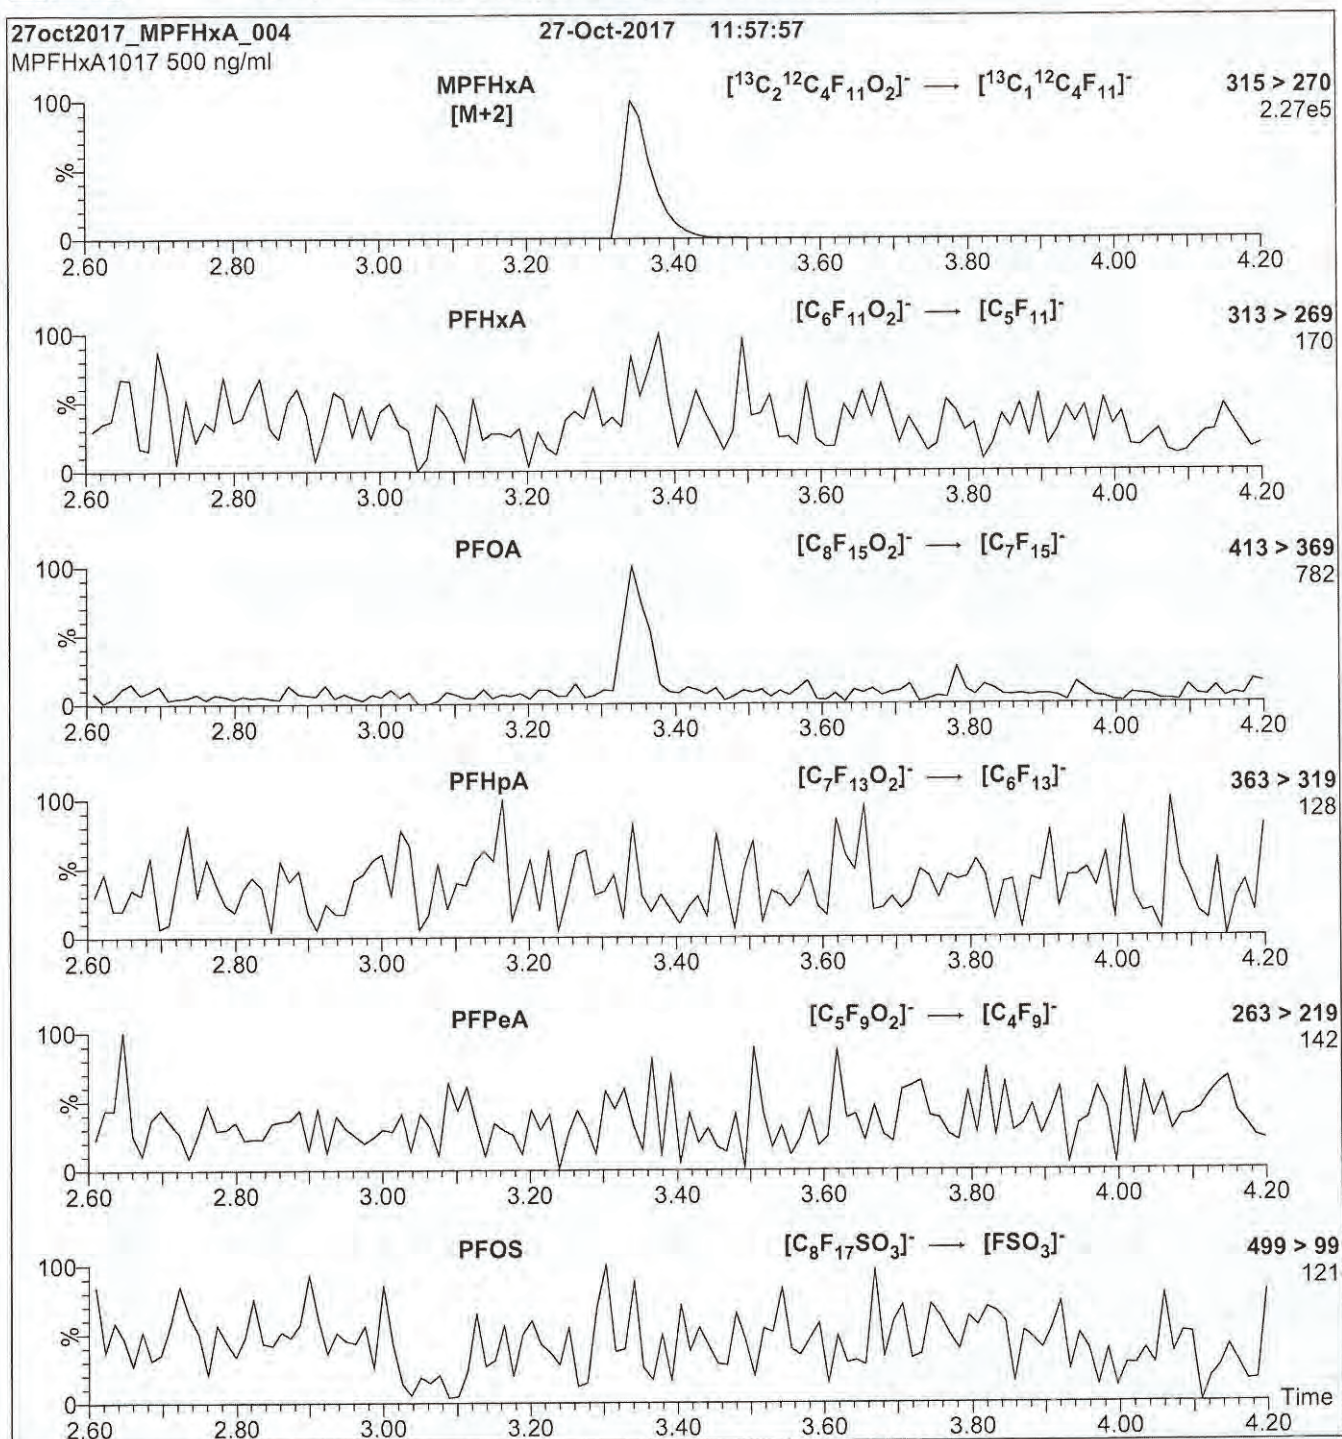 27oct2017_MPFHxA_004 27-Oct-2017 11:57:57
MPFHxA1017 500 ng/ml
MPFHxA [¹³C₂¹²C₄F₁₁O₂]⁻ → [¹³C₁¹²C₄F₁₁]⁻ 315 > 270
[M+2] 2.27e5
100
%
0
2.60 2.80 3.00 3.20 3.40 3.60 3.80 4.00 4.20
PFHxA [C₆F₁₁O₂]⁻ → [C₅F₁₁]⁻ 313 > 269
170
100
%
0
2.60 2.80 3.00 3.20 3.40 3.60 3.80 4.00 4.20
PFOA [C₈F₁₅O₂]⁻ → [C₇F₁₅]⁻ 413 > 369
782
100
%
0
2.60 2.80 3.00 3.20 3.40 3.60 3.80 4.00 4.20
PFHpA [C₇F₁₃O₂]⁻ → [C₆F₁₃]⁻ 363 > 319
128
100
%
0
2.60 2.80 3.00 3.20 3.40 3.60 3.80 4.00 4.20
PFPeA [C₅F₉O₂]⁻ → [C₄F₉]⁻ 263 > 219
142
100
%
0
2.60 2.80 3.00 3.20 3.40 3.60 3.80 4.00 4.20
PFOS [C₈F₁₇SO₃]⁻ → [FSO₃]⁻ 499 > 99
121
100
%
0
Time
2.60 2.80 3.00 3.20 3.40 3.60 3.80 4.00 4.20